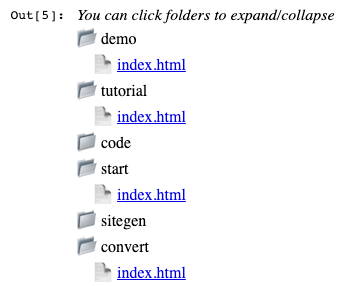 Out[5]: You can click folders to expand/collapse
demo
index.html
tutorial
index.html
code
start
index.html
sitegen
convert
index.html